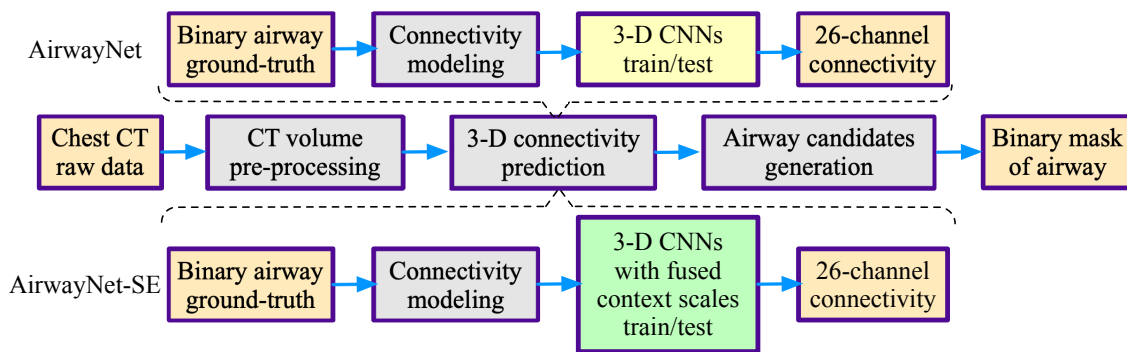 AirwayNet
Binary airway
ground-truth
Connectivity
modeling
3-D CNNs
train/test
26-channel
connectivity
Chest CT
raw data
CT volume
pre-processing
3-D connectivity
prediction
Airway candidates
generation
Binary mask
of airway
AirwayNet-SE
Binary airway
ground-truth
Connectivity
modeling
3-D CNNs
with fused
context scales
train/test
26-channel
connectivity